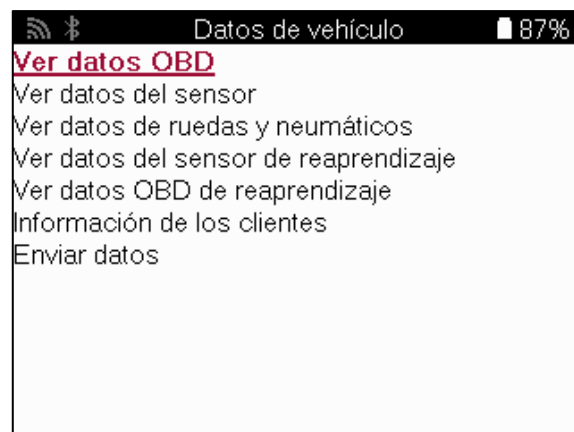 Datos de vehículo 87%
Ver datos OBD
Ver datos del sensor
Ver datos de ruedas y neumáticos
Ver datos del sensor de reaprendizaje
Ver datos OBD de reaprendizaje
Información de los clientes
Enviar datos